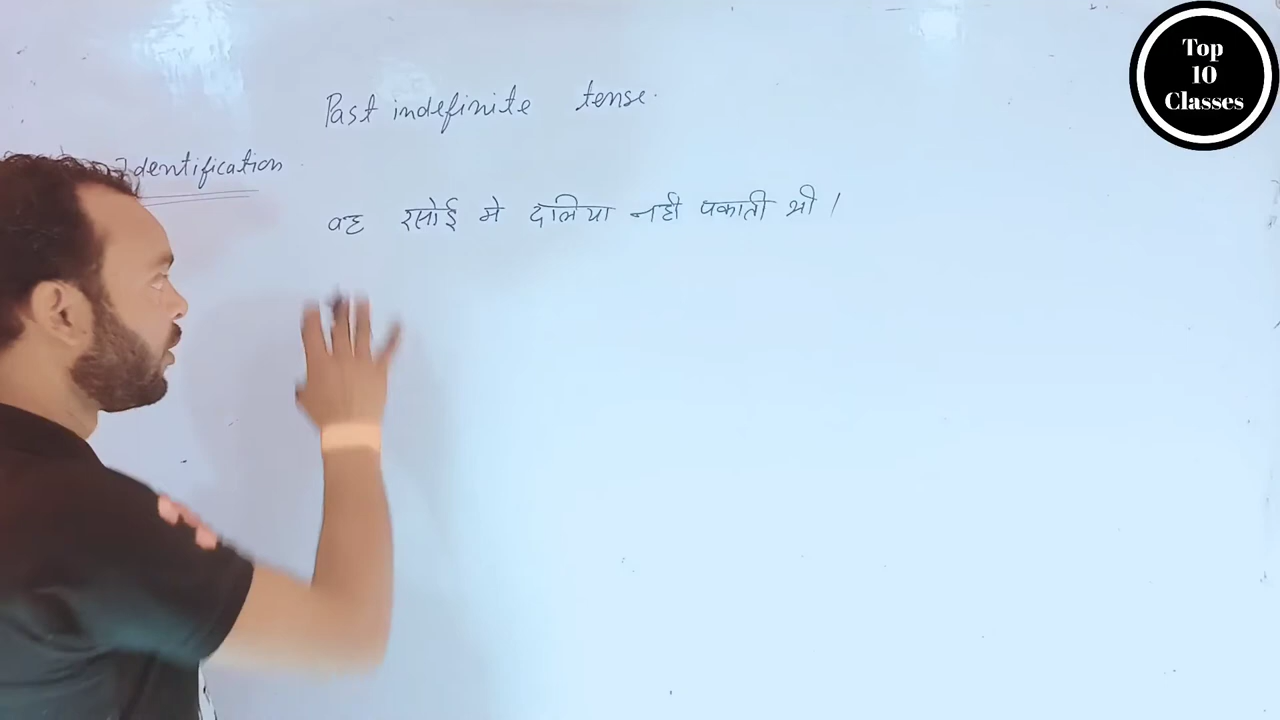 Past indefinite tense.
Identification
वह रसोई मे दलिया नही पकाती थी ।
Top
10
Classes